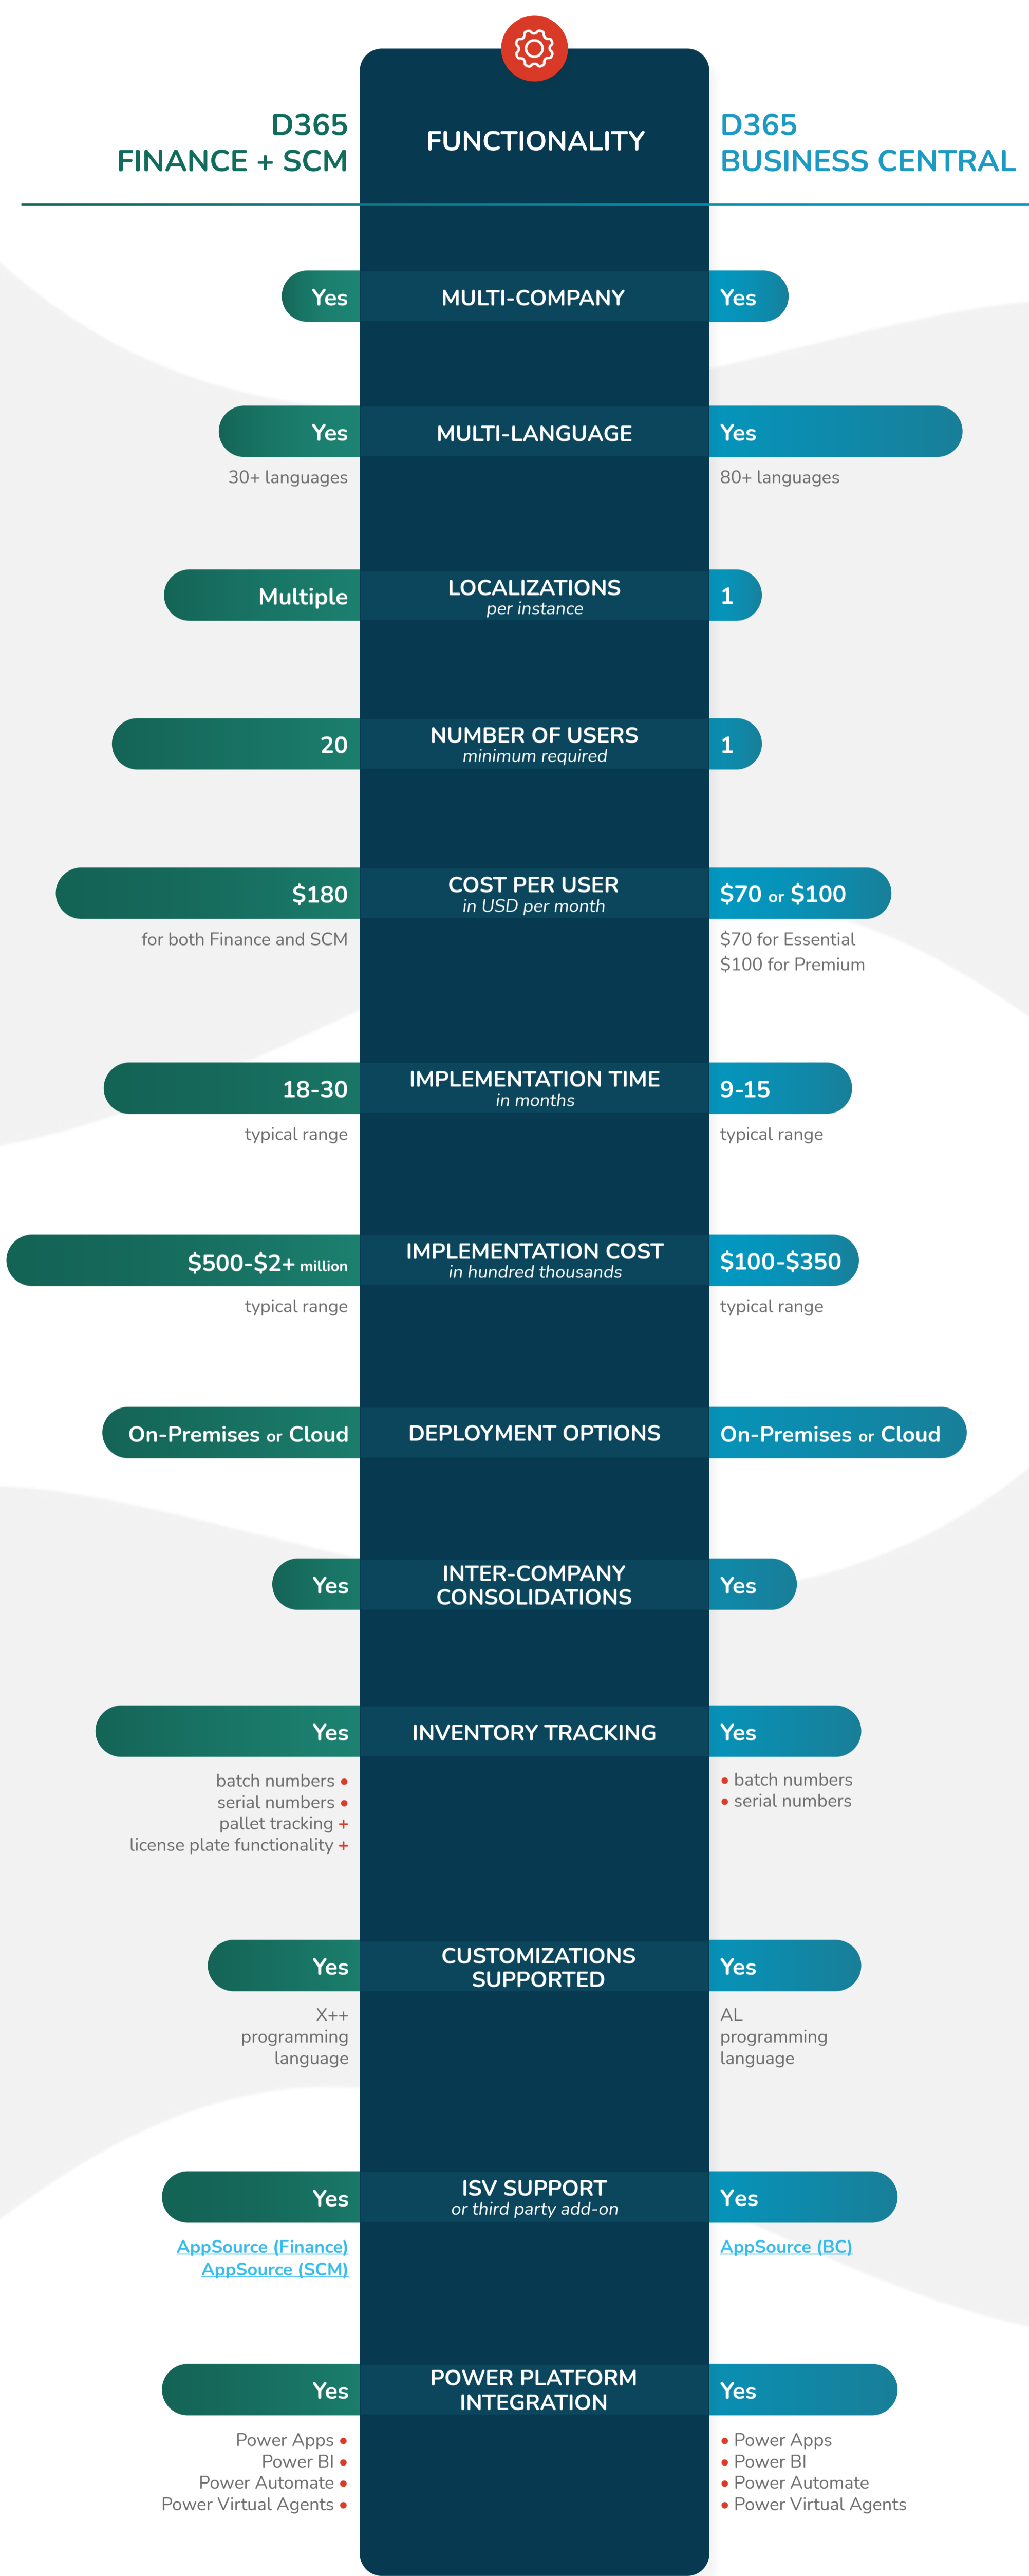 D365
FINANCE + SCM
FUNCTIONALITY
D365
BUSINESS CENTRAL
Yes
MULTI-COMPANY
Yes
Yes
MULTI-LANGUAGE
Yes
30+ languages
80+ languages
Multiple
LOCALIZATIONS
per instance
1
20
NUMBER OF USERS
minimum required
1
$180
COST PER USER
in USD per month
$70 or $100
for both Finance and SCM
$70 for Essential
$100 for Premium
18-30
IMPLEMENTATION TIME
in months
9-15
typical range
typical range
$500-$2+ million
IMPLEMENTATION COST
in hundred thousands
$100-$350
typical range
typical range
On-Premises or Cloud
DEPLOYMENT OPTIONS
On-Premises or Cloud
Yes
INTER-COMPANY
CONSOLIDATIONS
Yes
Yes
INVENTORY TRACKING
Yes
batch numbers •
serial numbers •
pallet tracking +
license plate functionality +
• batch numbers
• serial numbers
Yes
CUSTOMIZATIONS
SUPPORTED
Yes
X++
programming
language
AL
programming
language
Yes
ISV SUPPORT
or third party add-on
Yes
AppSource (Finance)
AppSource (SCM)
AppSource (BC)
Yes
POWER PLATFORM
INTEGRATION
Yes
Power Apps •
Power BI •
Power Automate •
Power Virtual Agents •
• Power Apps
• Power BI
• Power Automate
• Power Virtual Agents